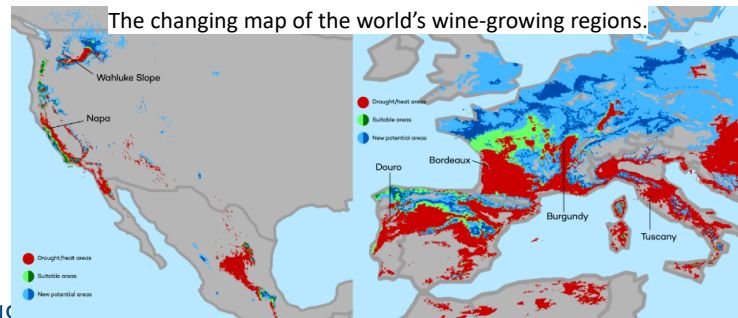 The changing map of the world's wine-growing regions.
Wahluke Slope
Napa
Drought/heat areas
Suitable areas
New potential areas
Drought/heat areas
Suitable areas
New potential areas
Bordeaux
Douro
Burgundy
Tuscany